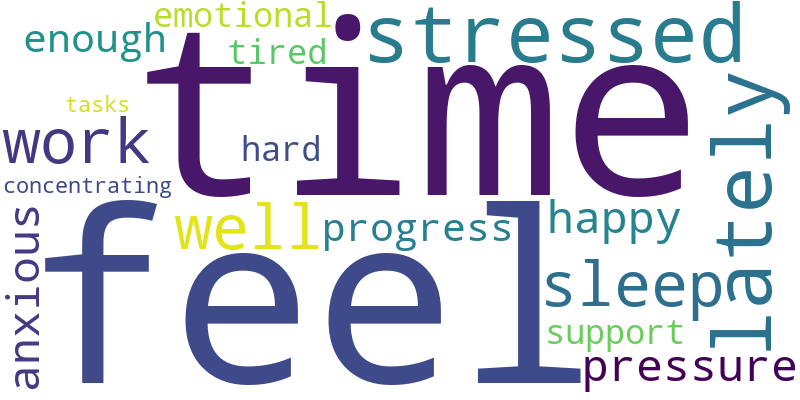 emotional
enough
tired
time
stressed
tasks
work
hard
lately
concentrating
anxious
feel
well
progress
happy
sleep
support
pressure